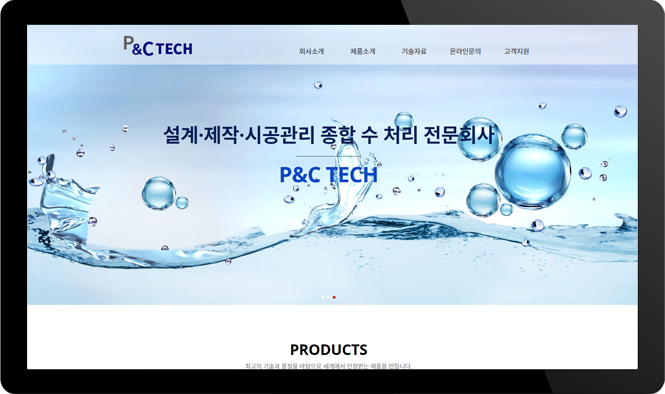 P&C TECH
회사소개 제품소개 기술자료 온라인문의 고객지원
설계·제작·시공관리 종합 수 처리 전문회사
P&C TECH
PRODUCTS
최고의 기술과 품질을 바탕으로 세계에서 인정받는 제품을 만듭니다.